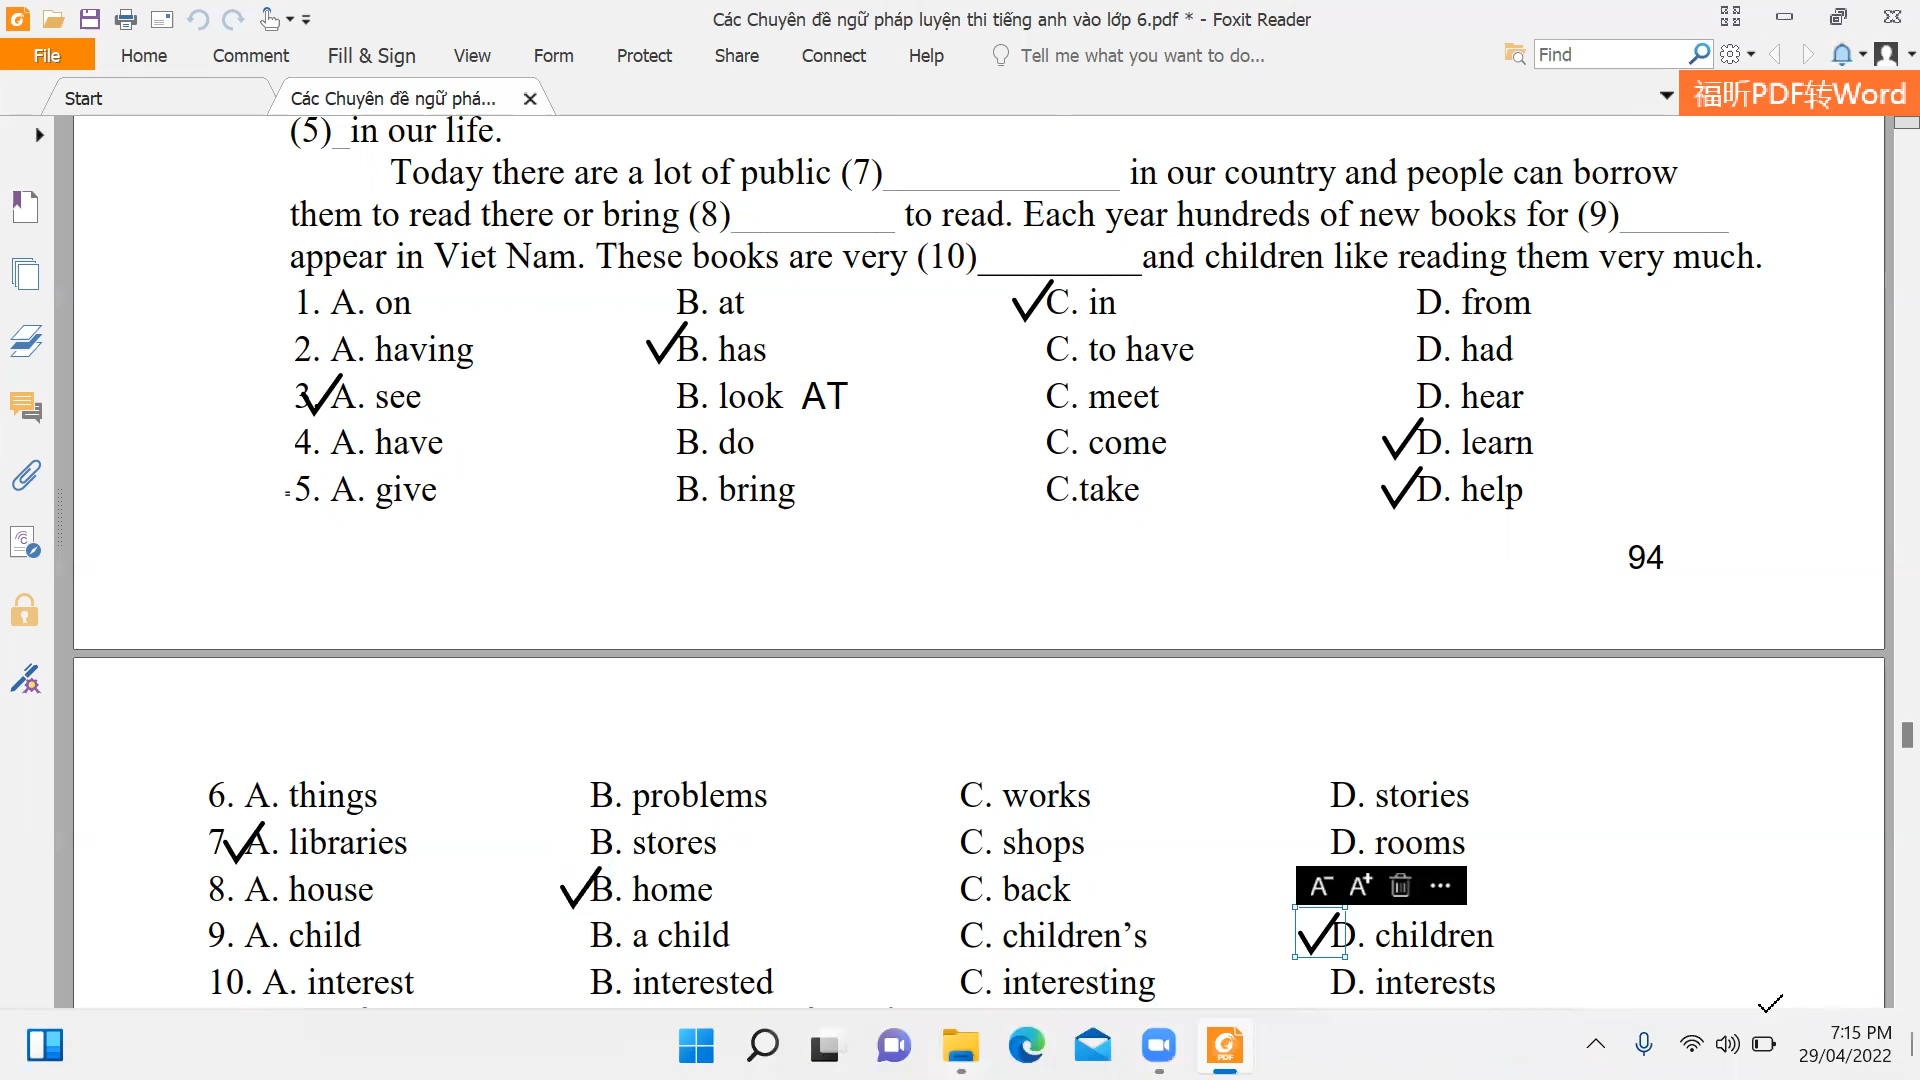 Các Chuyên đề ngữ pháp luyện thi tiếng anh vào lớp 6.pdf * - Foxit Reader
File Home Comment Fill & Sign View Form Protect Share Connect Help Tell me what you want to do... Find
Start Các Chuyên đề ngữ phá... 福昕PDF转Word
(5)_in our life.
Today there are a lot of public (7)_____________ in our country and people can borrow
them to read there or bring (8)_________ to read. Each year hundreds of new books for (9)______
appear in Viet Nam. These books are very (10)_________and children like reading them very much.
1. A. on B. at C. in D. from
2. A. having B. has C. to have D. had
3. A. see B. look AT C. meet D. hear
4. A. have B. do C. come D. learn
5. A. give B. bring C.take D. help
94
6. A. things B. problems C. works D. stories
7. A. libraries B. stores C. shops D. rooms
8. A. house B. home C. back
9. A. child B. a child C. children’s D. children
10. A. interest B. interested C. interesting D. interests
7:15 PM
29/04/2022